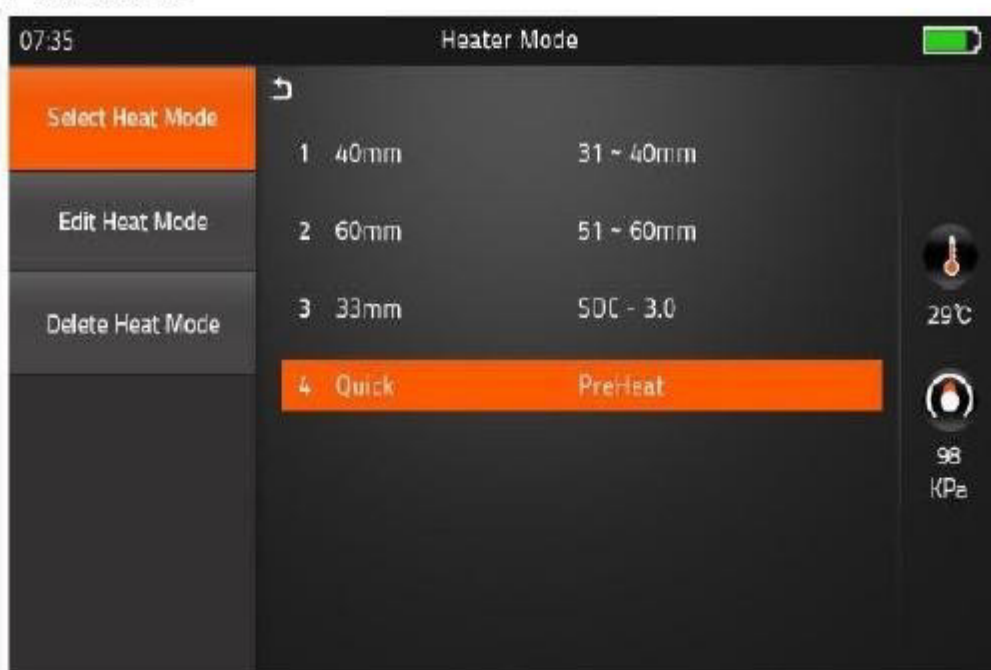 07:35 Heater Mode
Select Heat Mode
Edit Heat Mode
Delete Heat Mode
1 40mm 31 ~ 40mm
2 60mm 51 ~ 60mm
3 33mm SOC - 3.0
4 Quick PreHeat
29℃
98
KPa